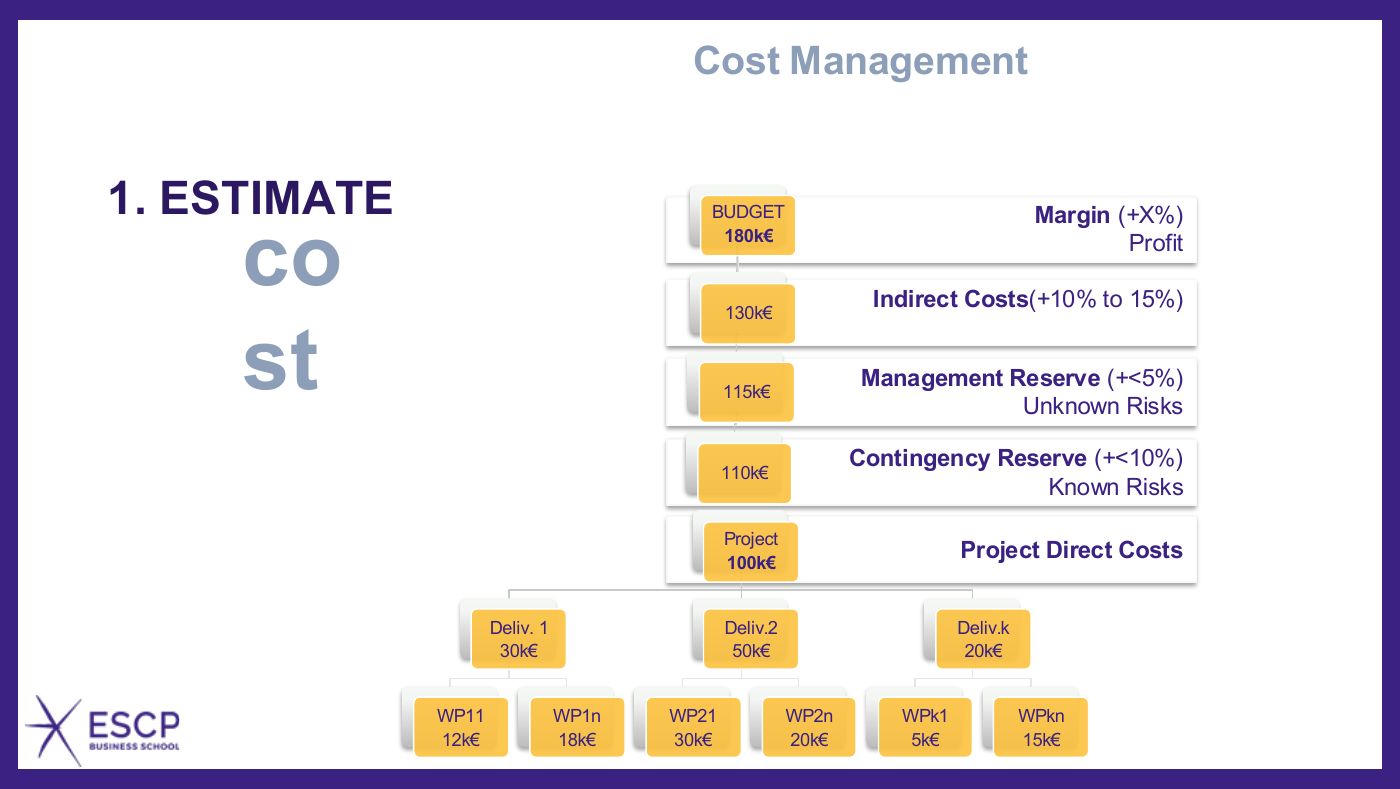 Cost Management
1. ESTIMATE
co
st
BUDGET
180k€
Margin (+X%)
Profit
130k€
Indirect Costs(+10% to 15%)
115k€
Management Reserve (+<5%)
Unknown Risks
110k€
Contingency Reserve (+<10%)
Known Risks
Project
100k€
Project Direct Costs
Deliv. 1
30k€
Deliv.2
50k€
Deliv.k
20k€
WP11
12k€
WP1n
18k€
WP21
30k€
WP2n
20k€
WPk1
5k€
WPkn
15k€
ESCP
BUSINESS SCHOOL